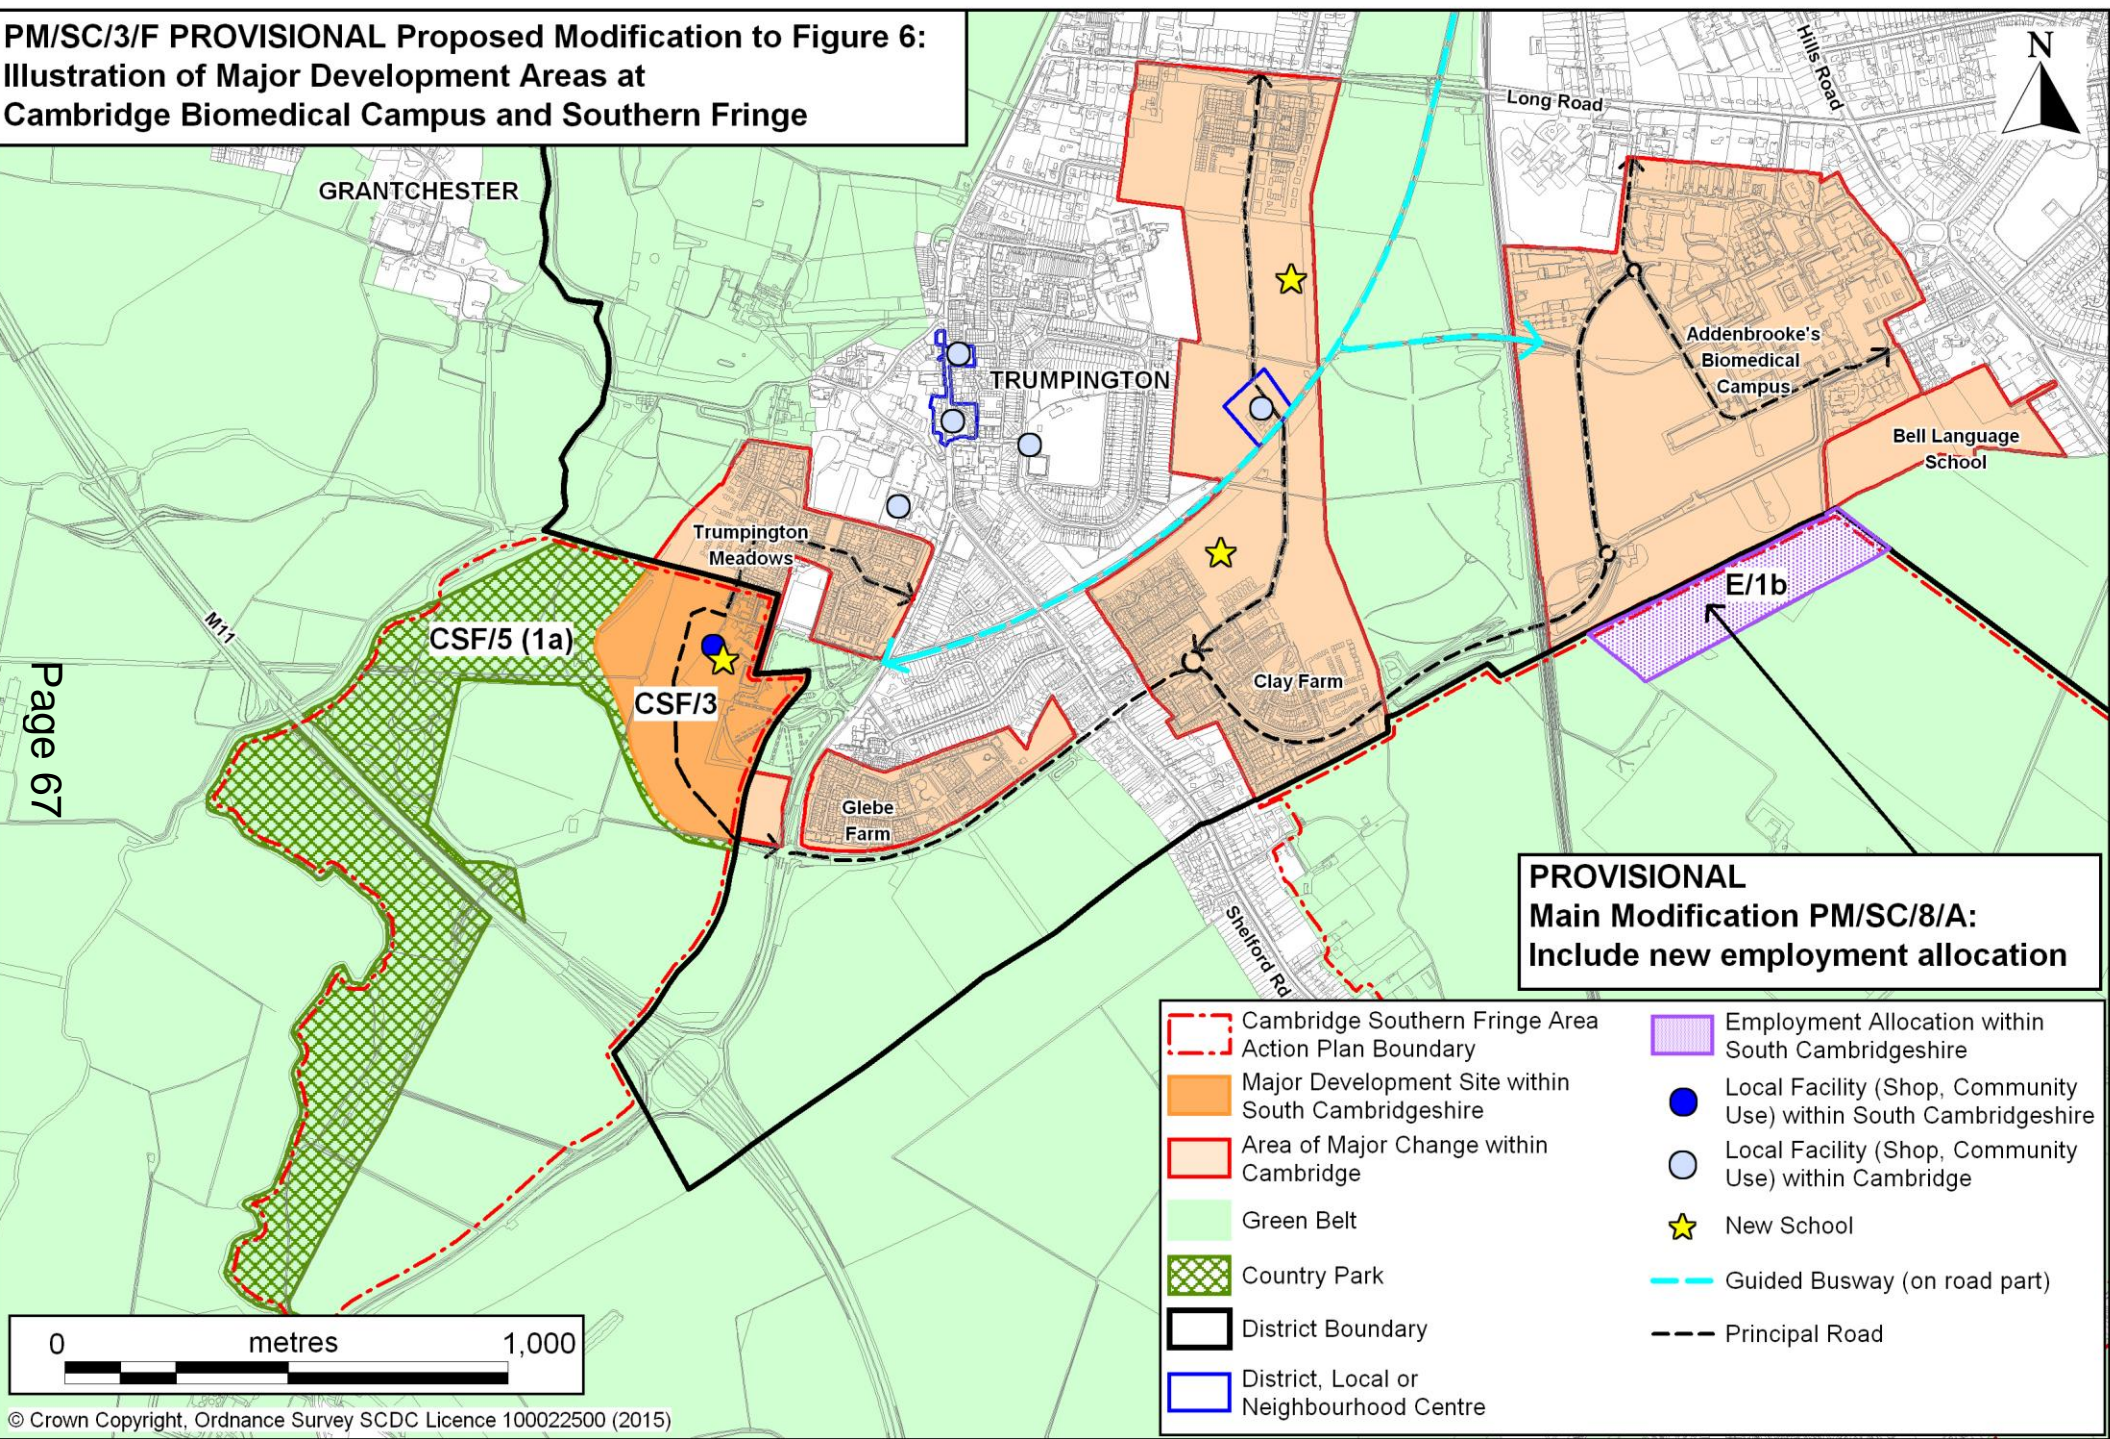 PM/SC/3/F PROVISIONAL Proposed Modification to Figure 6:
Illustration of Major Development Areas at
Cambridge Biomedical Campus and Southern Fringe
N
Hills Road
Long Road
GRANTCHESTER
TRUMPINGTON
Addenbrooke's
Biomedical
Campus
Bell Language
School
Trumpington
Meadows
E/1b
M11
CSF/5 (1a)
CSF/3
Clay Farm
Page 67
Glebe
Farm
Shelford Rd
PROVISIONAL
Main Modification PM/SC/8/A:
Include new employment allocation
Cambridge Southern Fringe Area
Action Plan Boundary
Major Development Site within
South Cambridgeshire
Area of Major Change within
Cambridge
Green Belt
Country Park
District Boundary
District, Local or
Neighbourhood Centre
Employment Allocation within
South Cambridgeshire
Local Facility (Shop, Community
Use) within South Cambridgeshire
Local Facility (Shop, Community
Use) within Cambridge
New School
Guided Busway (on road part)
Principal Road
0 metres 1,000
© Crown Copyright, Ordnance Survey SCDC Licence 100022500 (2015)